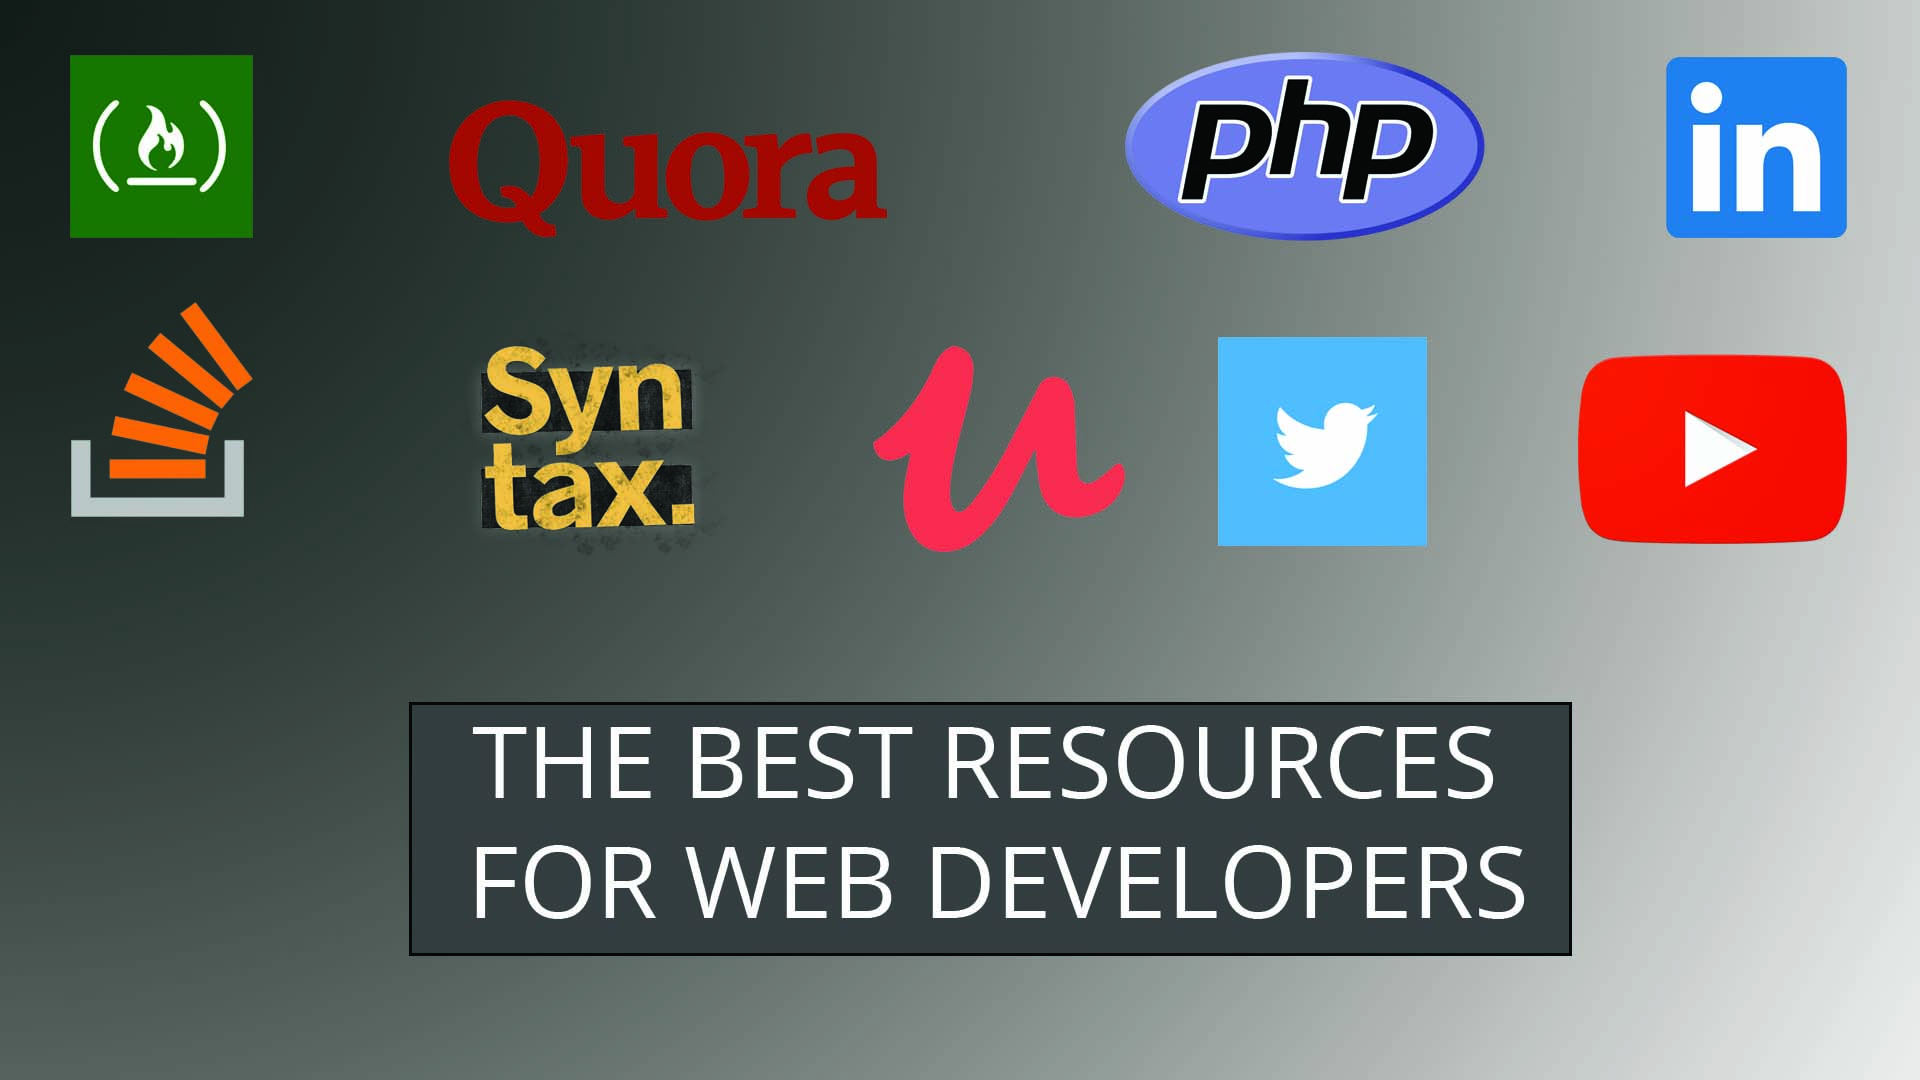 Quora
php
in
Syn
tax.
THE BEST RESOURCES
FOR WEB DEVELOPERS